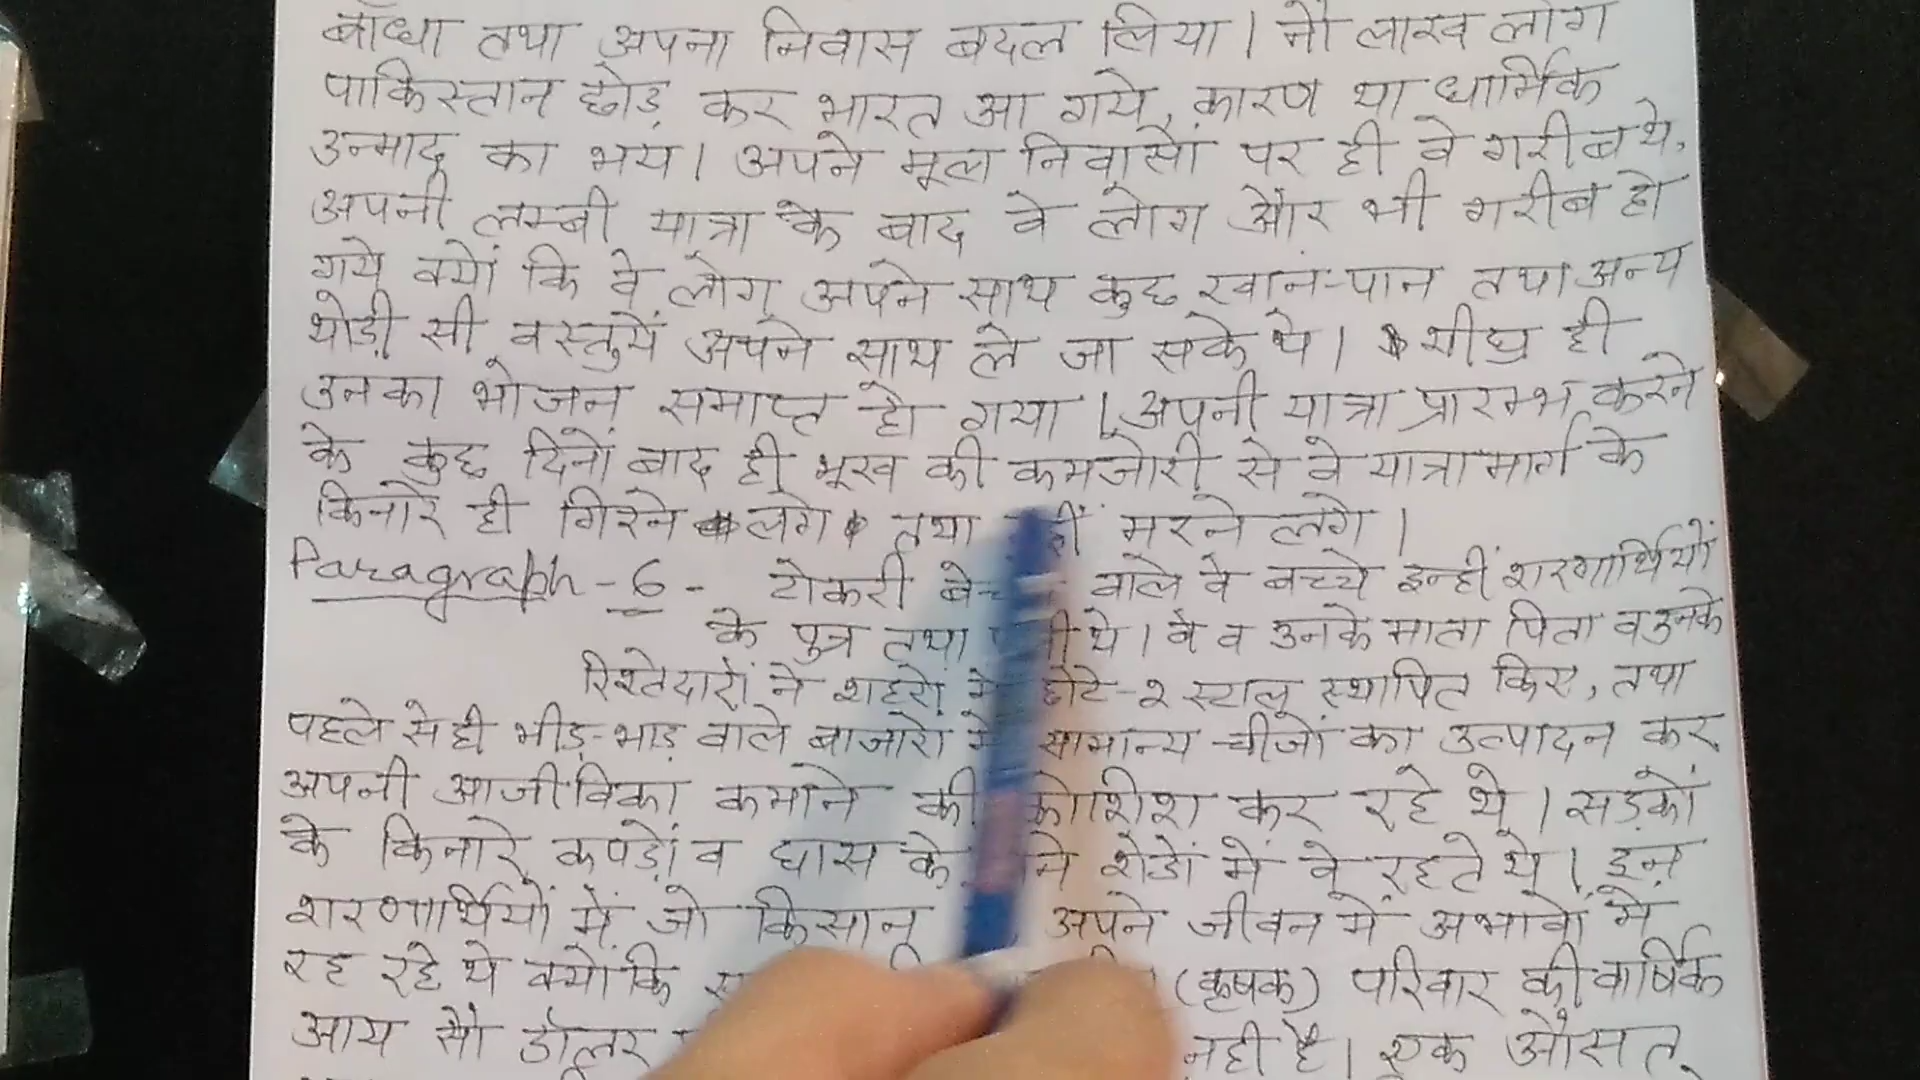 बाँधा तथा अपना निवास बदल लिया। नौ लाख लोग
पाकिस्तान छोड़ कर भारत आ गये, कारण था धार्मिक
उन्माद का भय। अपने मूल निवासों पर ही वे गरीब थे,
अपनी लम्बी यात्रा के बाद वे लोग और भी गरीब हो
गये क्यों कि वे लोग अपने साथ कुछ खान-पान तथा अन्य
थोड़ी सी वस्तुयें अपने साथ ले जा सके थे। शीघ्र ही
उनका भोजन समाप्त हो गया। अपनी यात्रा प्रारम्भ करने
के कुछ दिनों बाद ही भूख की कमजोरी से वे यात्रामार्ग के
किनारे ही गिरने लगे तथा मरने लगे।
Paragraph - 6 - टोकरी वाले वे बच्चे इन्हीं शरणार्थियों
के पुत्र तथा थे। वे व उनके माता पिता व उनके
रिश्तेदारों ने शहरों में छोटे-२ स्टाल स्थापित किए, तथा
पहले से ही भीड़-भाड़ वाले बाजारों में सामान्य चीजों का उत्पादन कर
अपनी आजीविका कमाने की कोशिश कर रहे थे। सड़कों
के किनारे कपड़ों व घास के शेडों में वे रहते थे। इन
शरणार्थियों में जो किसान अपने जीवन में अभावों में
रह रहे थे क्योंकि (कृषक) परिवार की वार्षिक
आय सौ डॉलर नहीं है। एक औसत